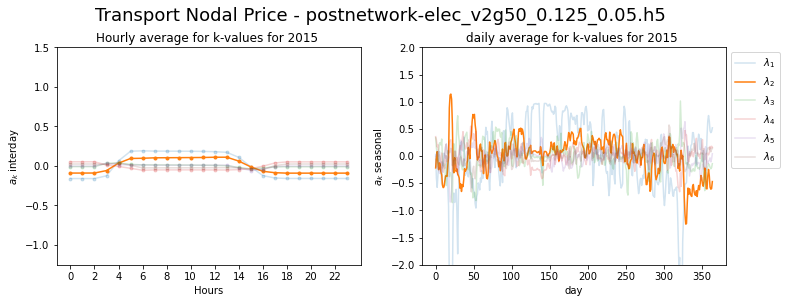 Transport Nodal Price - postnetwork-elec_v2g50_0.125_0.05.h5
Hourly average for k-values for 2015
1.5
1.0
0.5
0.0
−0.5
−1.0
aₖ interday
0 2 4 6 8 10 12 14 16 18 20 22
Hours
daily average for k-values for 2015
2.0
1.5
1.0
0.5
0.0
−0.5
−1.0
−1.5
−2.0
aₖ seasonal
0 50 100 150 200 250 300 350
day
λ₁
λ₂
λ₃
λ₄
λ₅
λ₆